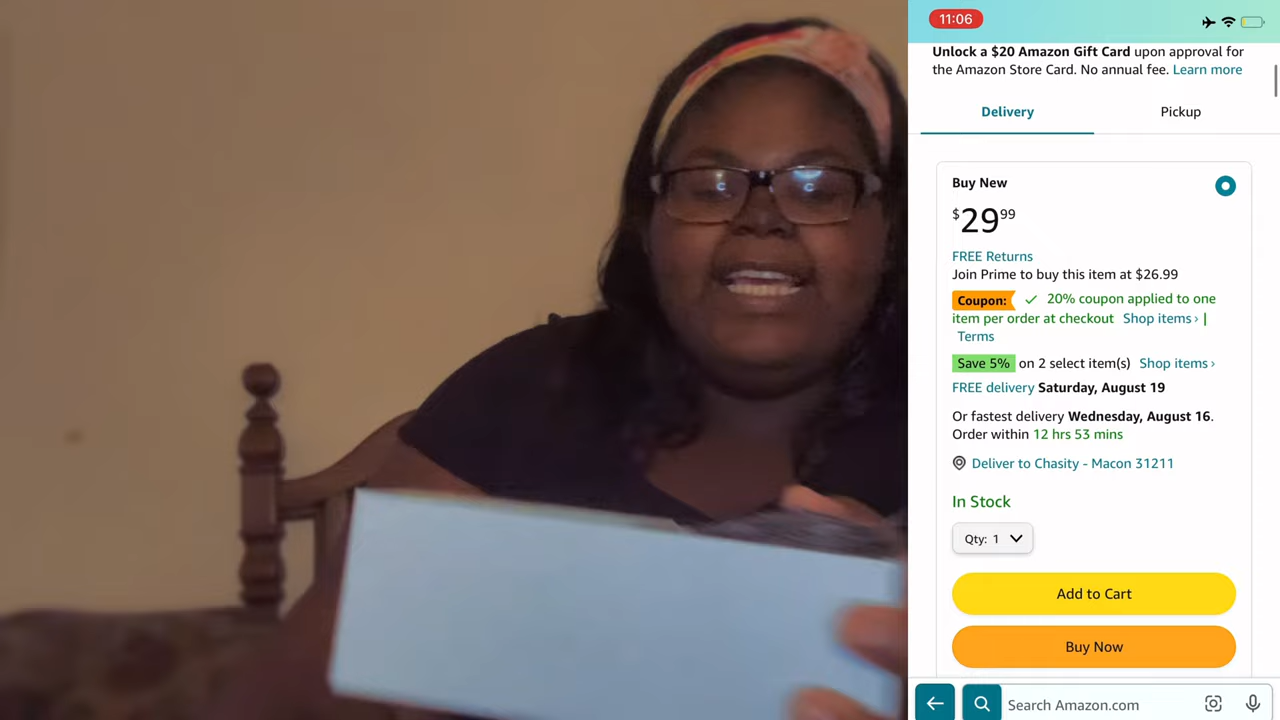 11:06
Unlock a $20 Amazon Gift Card upon approval for
the Amazon Store Card. No annual fee. Learn more
Delivery Pickup
Buy New
$29 99
FREE Returns
Join Prime to buy this item at $26.99
Coupon: 20% coupon applied to one
item per order at checkout Shop items › |
Terms
Save 5% on 2 select item(s) Shop items ›
FREE delivery Saturday, August 19
Or fastest delivery Wednesday, August 16.
Order within 12 hrs 53 mins
Deliver to Chasity - Macon 31211
In Stock
Qty: 1
Add to Cart
Buy Now
Search Amazon.com